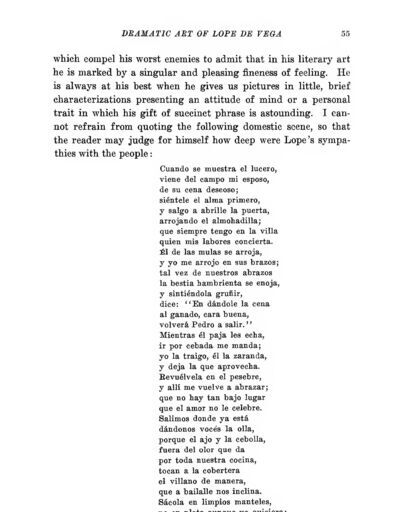 DRAMATIC ART OF LOPE DE VEGA 55
which compel his worst enemies to admit that in his literary art
he is marked by a singular and pleasing fineness of feeling. He
is always at his best when he gives us pictures in little, brief
characterizations presenting an attitude of mind or a personal
trait in which his gift of succinct phrase is astounding. I can-
not refrain from quoting the following domestic scene, so that
the reader may judge for himself how deep were Lope's sympa-
thies with the people:
Cuando se muestra el lucero,
viene del campo mi esposo,
de su cena deseoso;
siéntele el alma primero,
y salgo a abrille la puerta,
arrojando el almohadilla;
que siempre tengo en la villa
quien mis labores concierta.
Él de las mulas se arroja,
y yo me arrojo en sus brazos;
tal vez de nuestros abrazos
la bestia hambrienta se enoja,
y sintiéndola gruñir,
dice: "En dándole la cena
al ganado, cara buena,
volverá Pedro a salir."
Mientras él paja les echa,
ir por cebada me manda;
yo la traigo, él la zaranda,
y deja la que aprovecha.
Revuélvela en el pesebre,
y allí me vuelve a abrazar;
que no hay tan bajo lugar
que el amor no le celebre.
Salimos donde ya está
dándonos vocés la olla,
porque el ajo y la cebolla,
fuera del olor que da
por toda nuestra cocina,
tocan a la cobertera
el villano de manera,
que a bailalle nos inclina.
Sácola en limpios manteles,